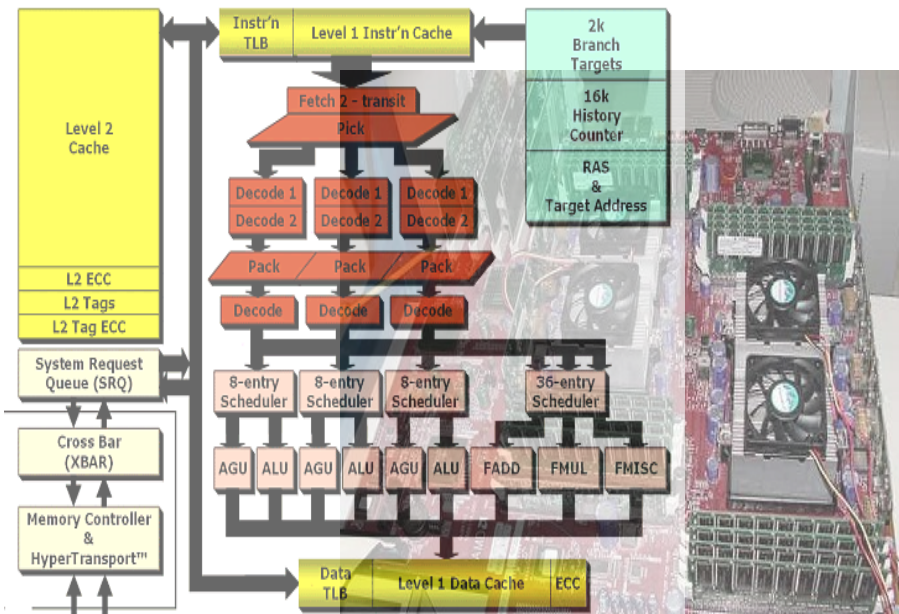 Instr'n
TLB
Level 1 Instr'n Cache
2k
Branch
Targets
16k
History
Counter
RAS
&
Target Address
Level 2
Cache
L2 ECC
L2 Tags
L2 Tag ECC
Fetch 2 - transit
Pick
Decode 1
Decode 1
Decode 1
Decode 2
Decode 2
Decode 2
Pack
Pack
Pack
Decode
Decode
Decode
System Request
Queue (SRQ)
Cross Bar
(XBAR)
Memory Controller
&
HyperTransport™
8-entry
Scheduler
8-entry
Scheduler
8-entry
Scheduler
36-entry
Scheduler
AGU
ALU
AGU
ALU
AGU
ALU
FADD
FMUL
FMISC
Data
TLB
Level 1 Data Cache
ECC